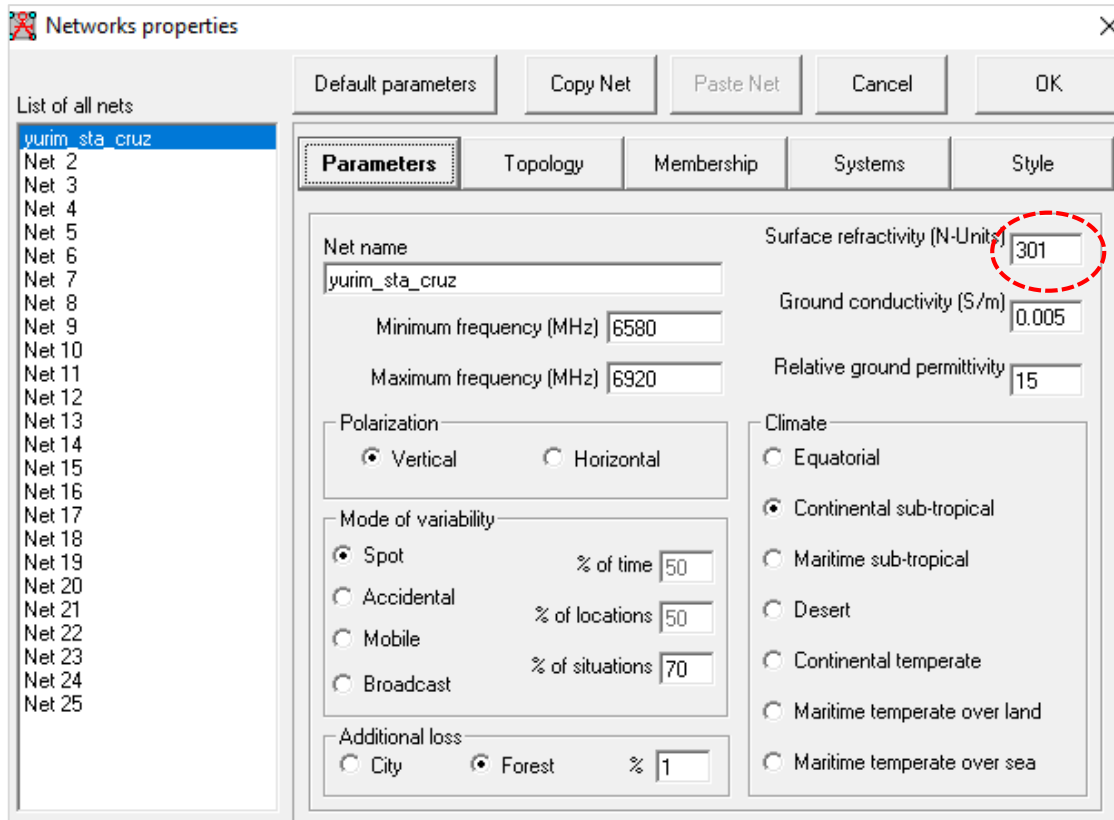 Networks properties
Default parameters
Copy Net
Paste Net
Cancel
OK
List of all nets
yurim_sta_cruz
Net 2
Net 3
Net 4
Net 5
Net 6
Net 7
Net 8
Net 9
Net 10
Net 11
Net 12
Net 13
Net 14
Net 15
Net 16
Net 17
Net 18
Net 19
Net 20
Net 21
Net 22
Net 23
Net 24
Net 25
Parameters
Topology
Membership
Systems
Style
Net name
yurim_sta_cruz
Minimum frequency (MHz) 6580
Maximum frequency (MHz) 6920
Surface refractivity (N-Units) 301
Ground conductivity (S/m) 0.005
Relative ground permittivity 15
Polarization
Vertical
Horizontal
Mode of variability
Spot
Accidental
Mobile
Broadcast
% of time 50
% of locations 50
% of situations 70
Additional loss
City
Forest
% 1
Climate
Equatorial
Continental sub-tropical
Maritime sub-tropical
Desert
Continental temperate
Maritime temperate over land
Maritime temperate over sea